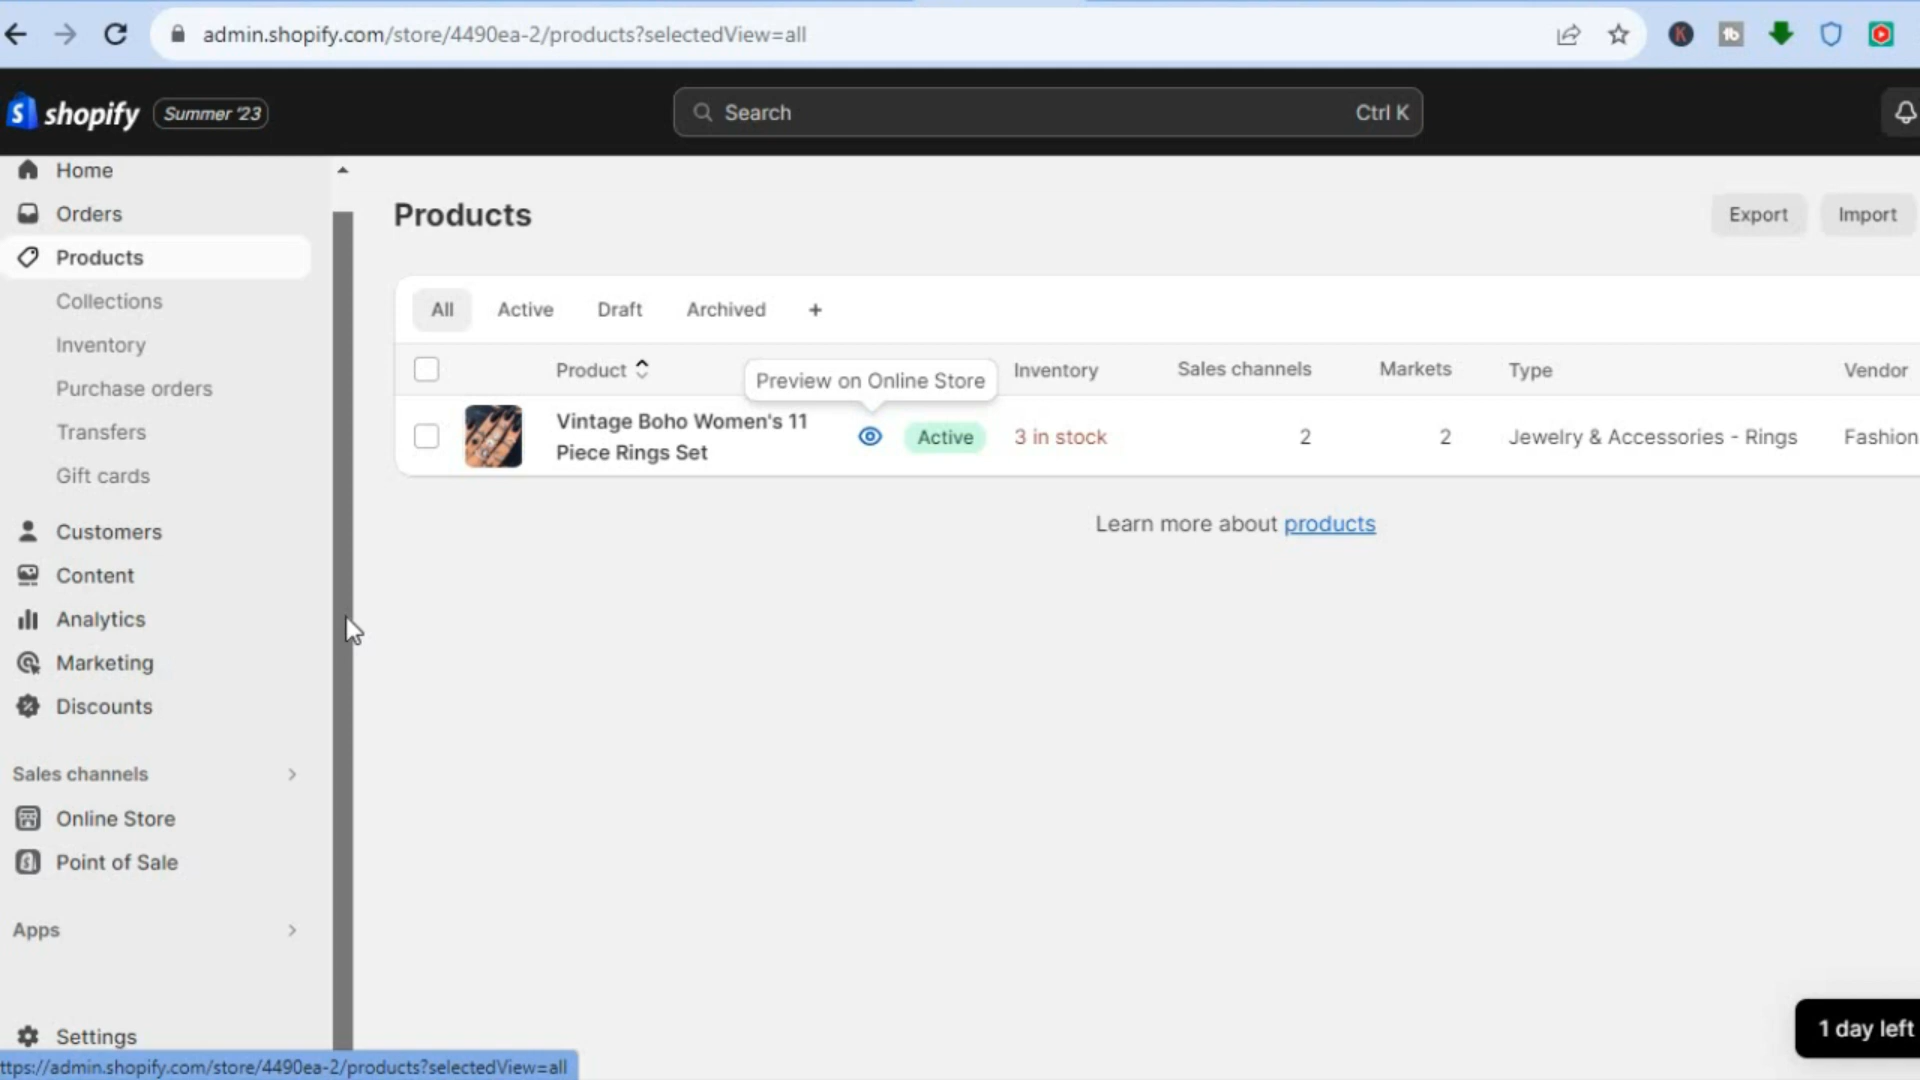 admin.shopify.com/store/4490ea-2/products?selectedView=all
shopify Summer '23
Search Ctrl K
Home
Orders
Products
Collections
Inventory
Purchase orders
Transfers
Gift cards
Customers
Content
Analytics
Marketing
Discounts
Sales channels
Online Store
Point of Sale
Apps
Settings
ttps://admin.shopify.com/store/4490ea-2/products?selectedView=all
Products
Export Import
All Active Draft Archived +
Product Inventory Sales channels Markets Type Vendor
Preview on Online Store
Vintage Boho Women's 11
Piece Rings Set
Active 3 in stock 2 2 Jewelry & Accessories - Rings Fashion
Learn more about products
1 day left